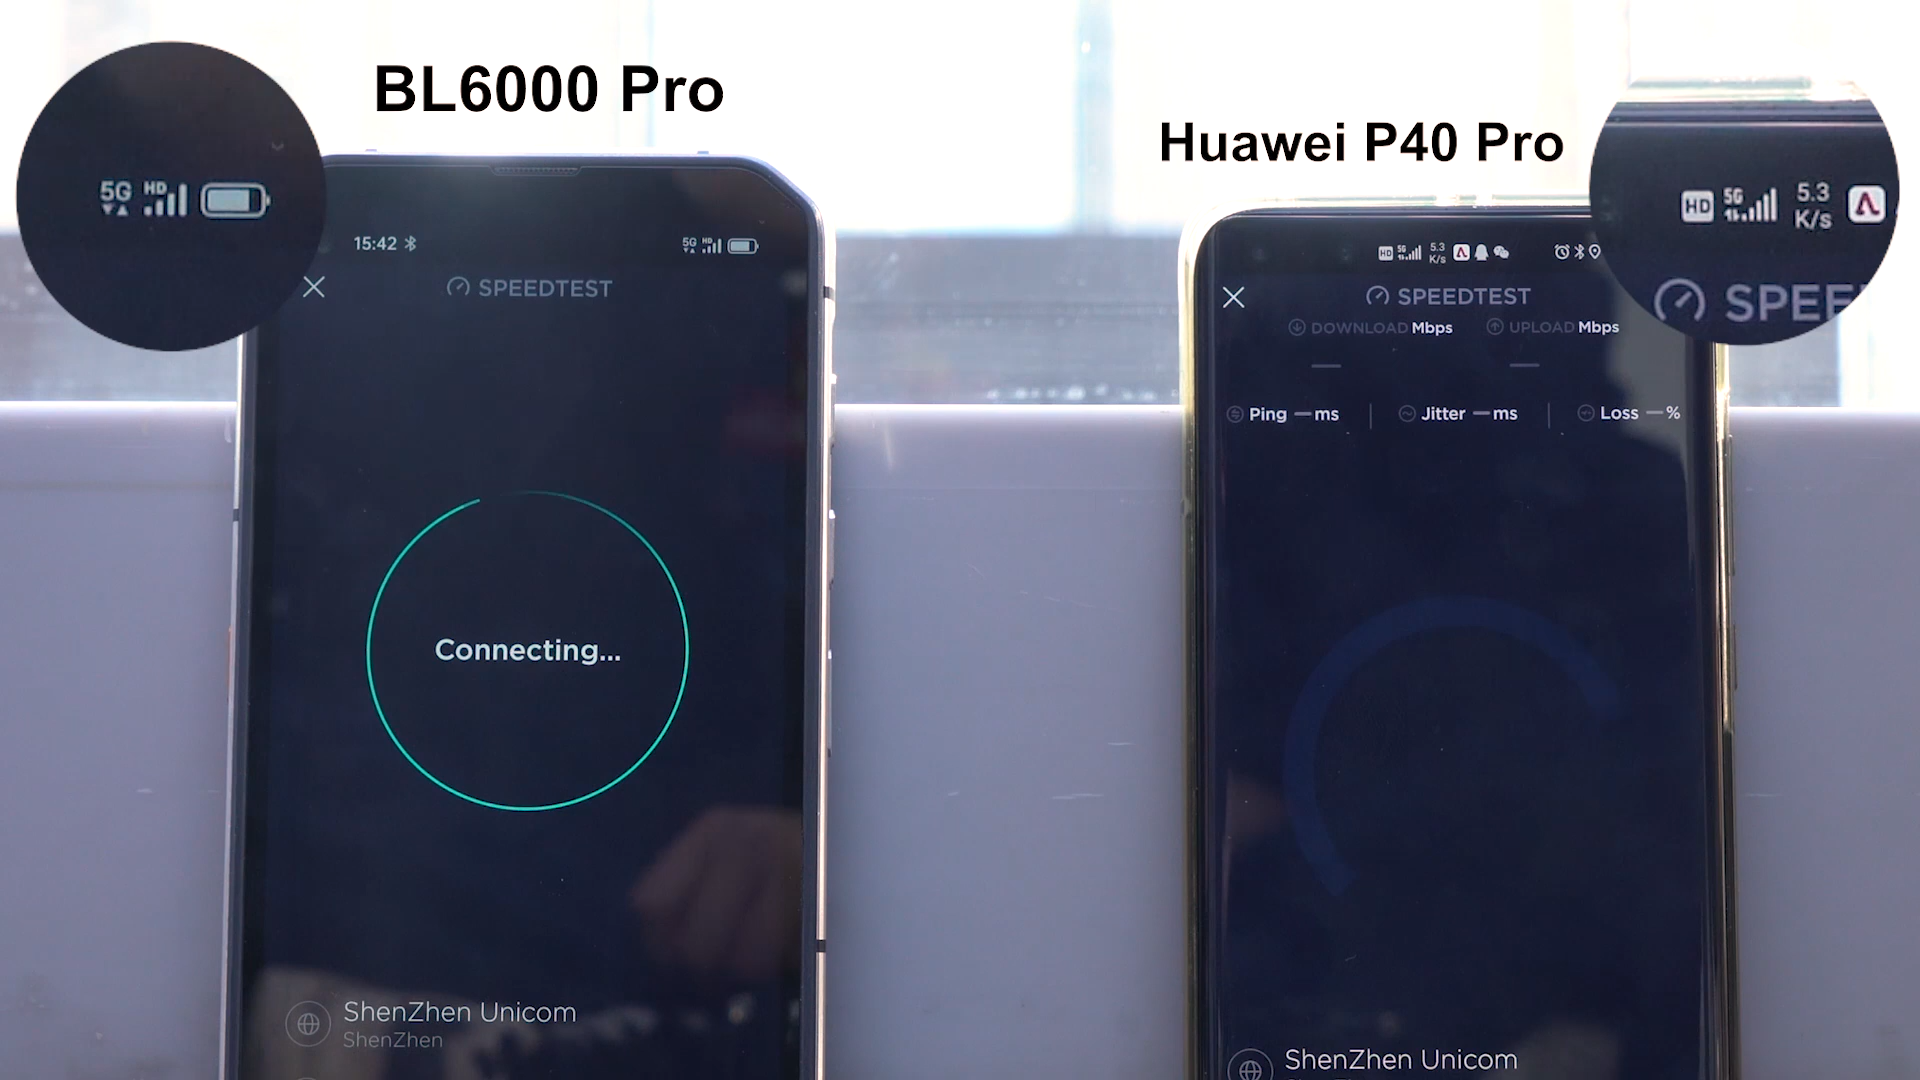 BL6000 Pro
5G HD
15:42
5G HD
SPEEDTEST
Connecting...
ShenZhen Unicom
ShenZhen
Huawei P40 Pro
HD 5G 5.3 K/s
SPEE
HD 5G 5.3 K/s
SPEEDTEST
DOWNLOAD Mbps UPLOAD Mbps
Ping — ms Jitter — ms Loss — %
ShenZhen Unicom